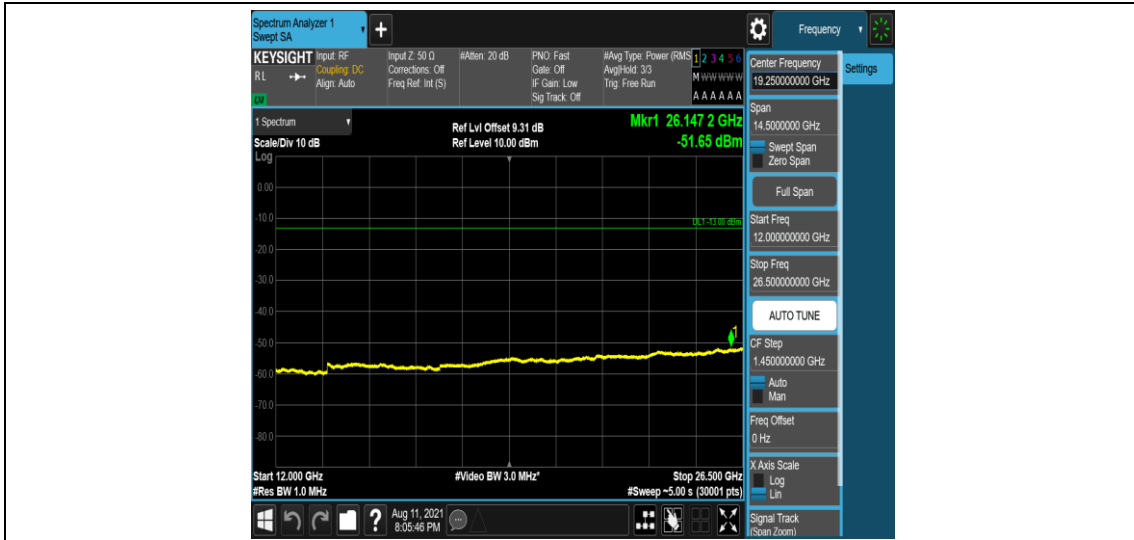 Spectrum Analyzer 1
Swept SA
+
Frequency
KEYSIGHT
Input: RF
Coupling: DC
Align: Auto
Input Z: 50 Ω
Corrections: Off
Freq Ref: Int (S)
#Atten: 20 dB
PNO: Fast
Gate: Off
IF Gain: Low
Sig Track: Off
#Avg Type: Power (RMS
Avg|Hold: 3/3
Trig: Free Run
1 2 3 4 5 6
M W W W W W
A A A A A A
R L
LXI
Center Frequency
19.250000000 GHz
Settings
1 Spectrum
Scale/Div 10 dB
Ref Lvl Offset 9.31 dB
Ref Level 10.00 dBm
Mkr1 26.147 2 GHz
-51.65 dBm
Log
0.00
-10.0
-20.0
-30.0
-40.0
-50.0
-60.0
-70.0
-80.0
DL1 -13.00 dBm
1
Start 12.000 GHz
#Res BW 1.0 MHz
#Video BW 3.0 MHz*
Stop 26.500 GHz
#Sweep ~5.00 s (30001 pts)
Span
14.5000000 GHz
Swept Span
Zero Span
Full Span
Start Freq
12.000000000 GHz
Stop Freq
26.500000000 GHz
AUTO TUNE
CF Step
1.450000000 GHz
Auto
Man
Freq Offset
0 Hz
X Axis Scale
Log
Lin
Signal Track
(Span Zoom)
?
Aug 11, 2021
8:05:46 PM